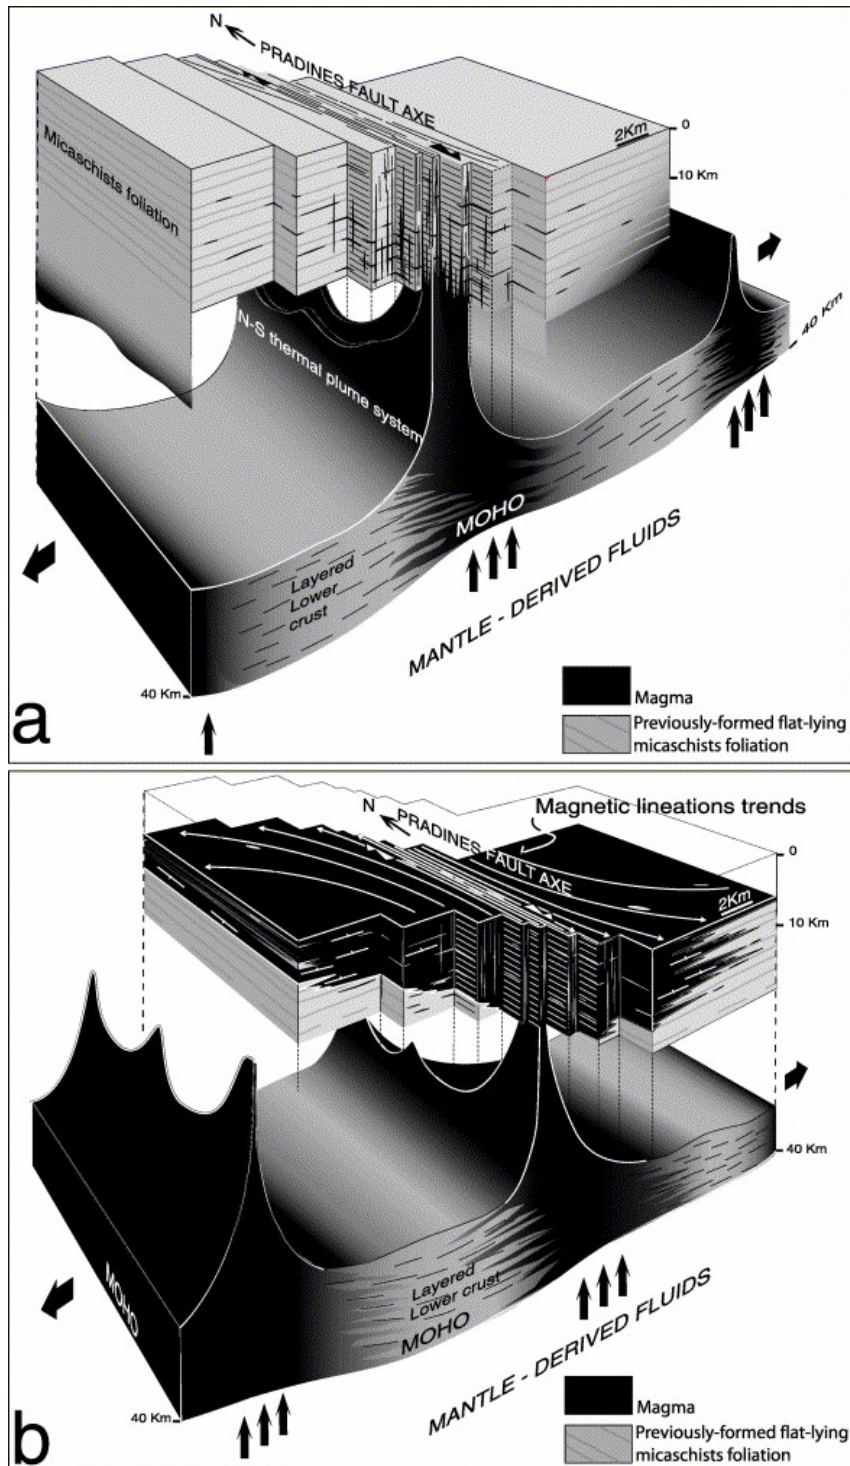 a
N
PRADINES FAULT AXE
0
2Km
10 Km
Micaschists foliation
N-S thermal plume system
40 Km
MOHO
Layered
Lower
crust
MANTLE - DERIVED FLUIDS
40 Km
Magma
Previously-formed flat-lying
micaschists foliation
b
Magnetic lineations trends
N
PRADINES FAULT AXE
0
2Km
10 Km
40 Km
Layered
Lower crust
MOHO
MOHO
MANTLE - DERIVED FLUIDS
40 Km
Magma
Previously-formed flat-lying
micaschists foliation